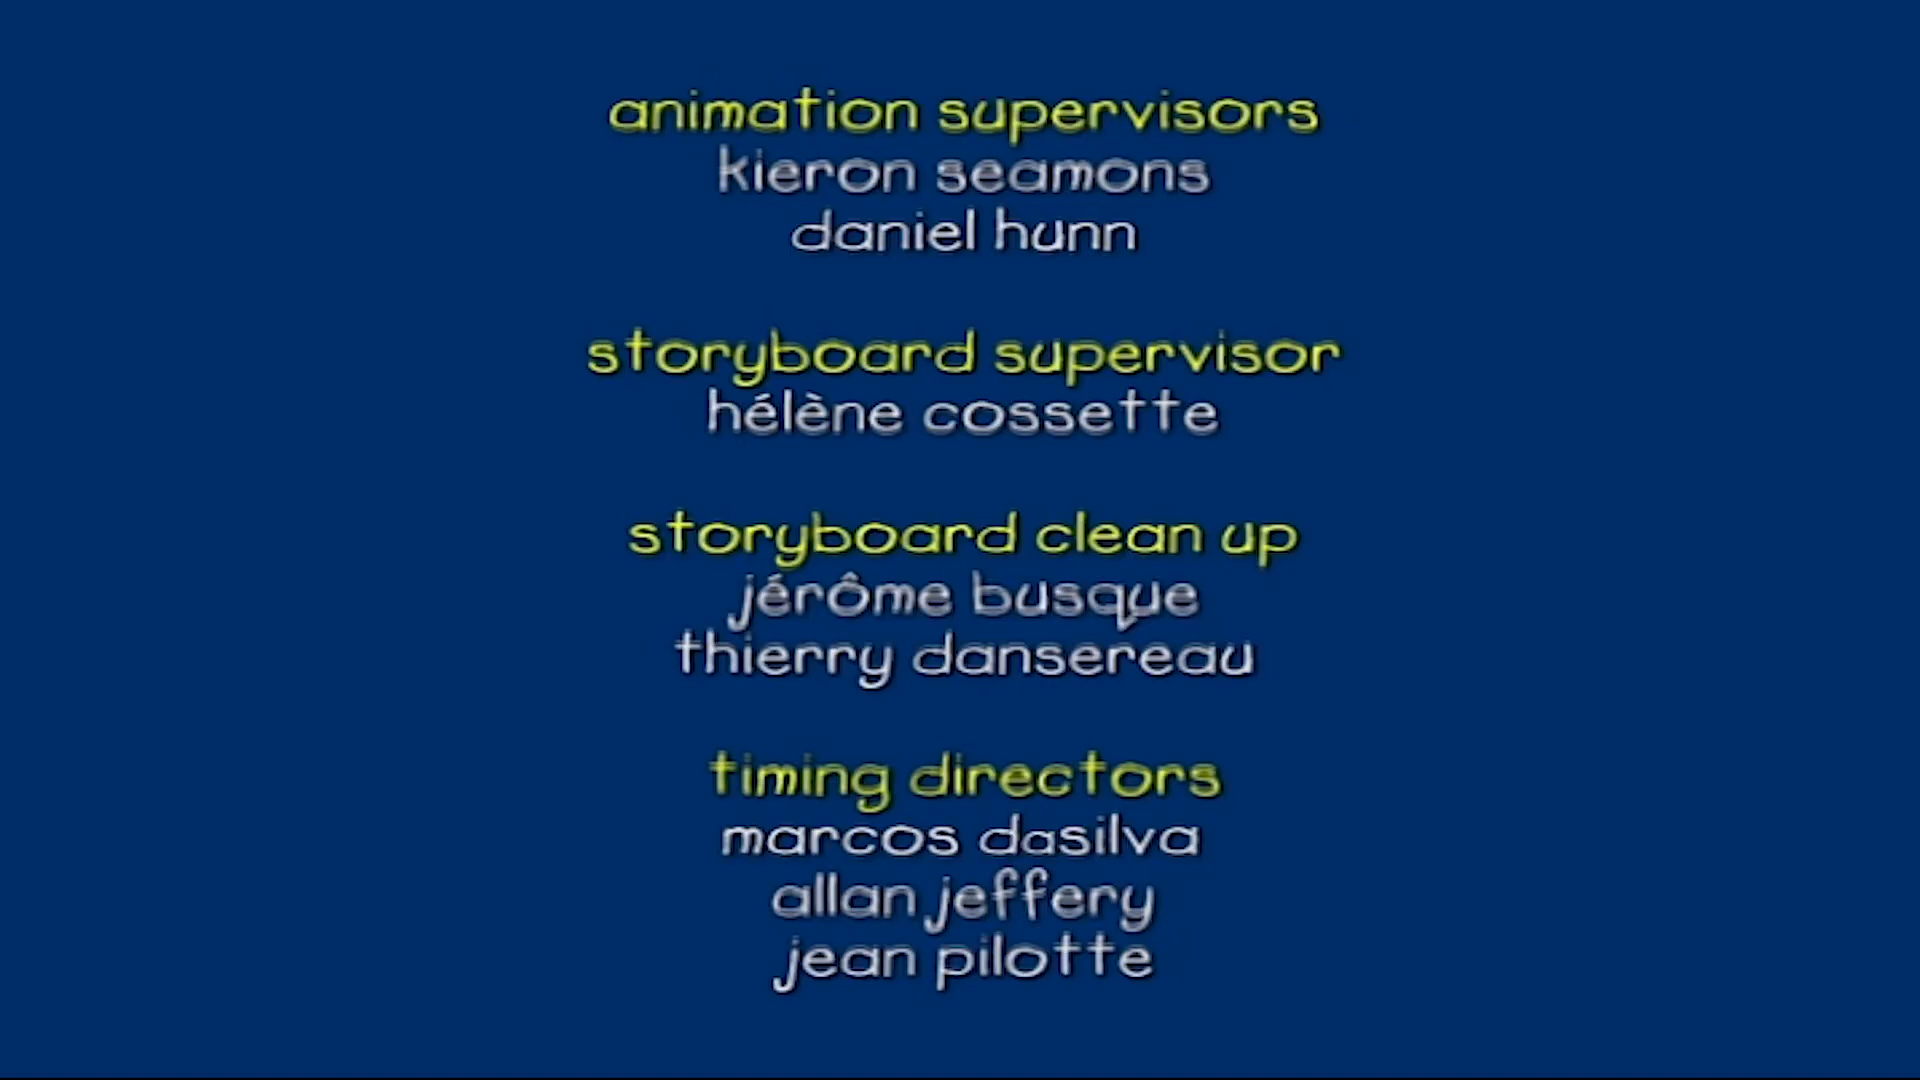 animation supervisors
kieron seamons
daniel hunn
storyboard supervisor
hélène cossette
storyboard clean up
jérôme busque
thierry dansereau
timing directors
marcos dasilva
allan jeffery
jean pilotte